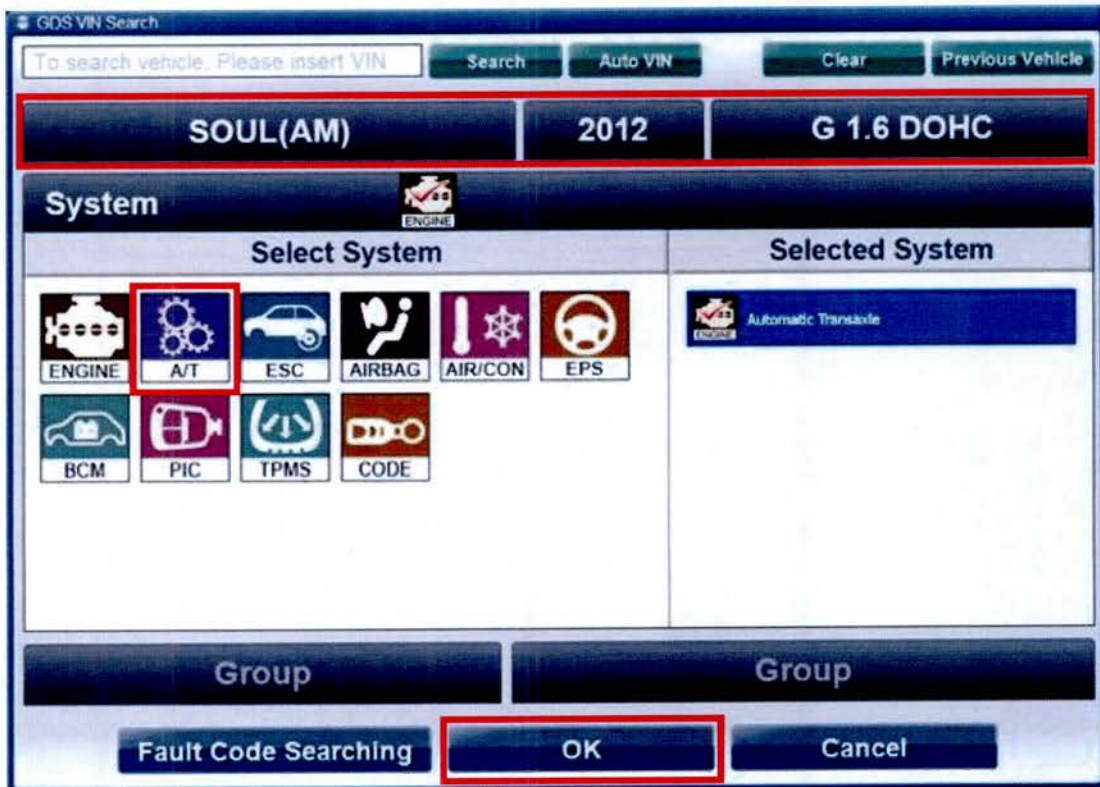 GDS VIN Search
To search vehicle. Please insert VIN Search Auto VIN Clear Previous Vehicle
SOUL(AM) 2012 G 1.6 DOHC
System ENGINE
Select System Selected System
ENGINE A/T ESC AIRBAG AIR/CON EPS
ENGINE Automatic Transaxle
BCM PIC TPMS CODE
Group Group
Fault Code Searching OK Cancel